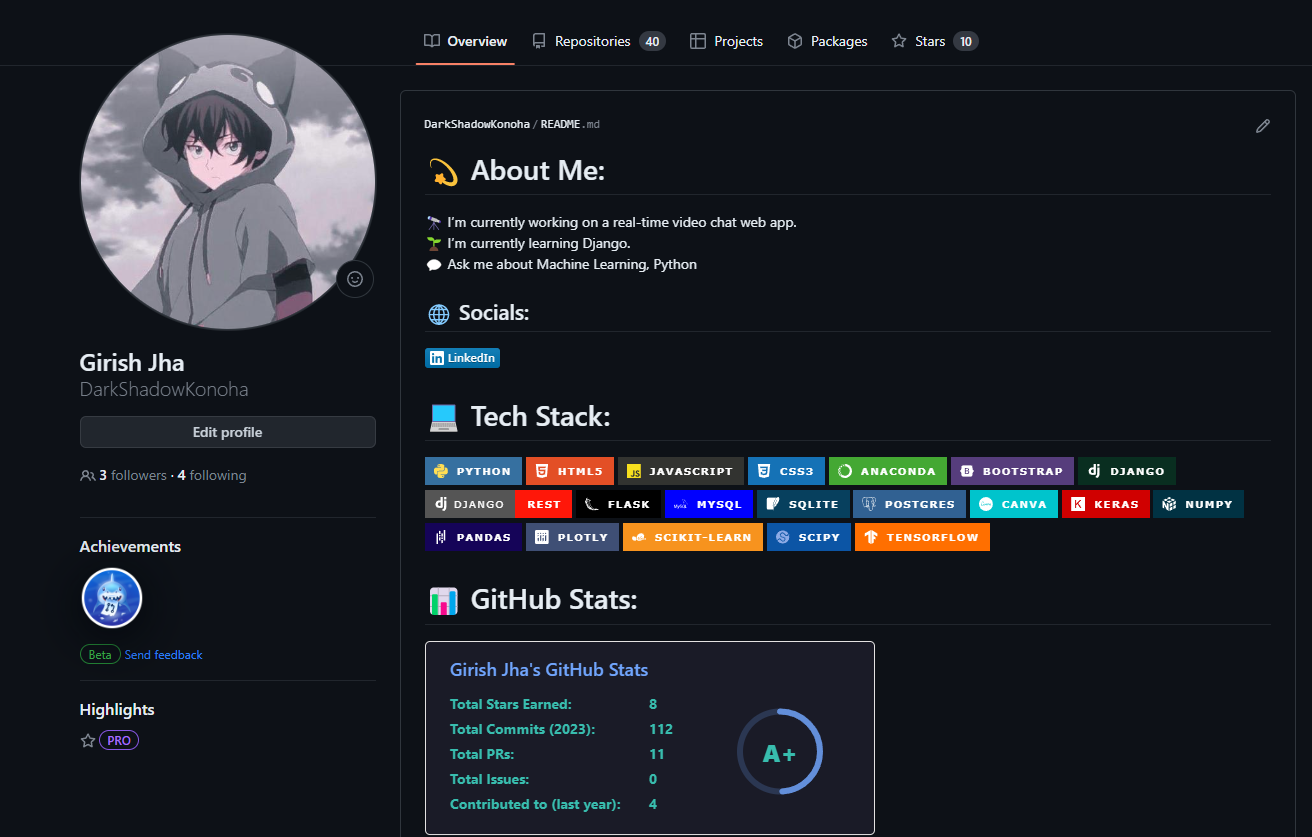 Overview Repositories 40 Projects Packages Stars 10
DarkShadowKonoha / README.md
About Me:
I'm currently working on a real-time video chat web app.
I'm currently learning Django.
Ask me about Machine Learning, Python
Socials:
in LinkedIn
Girish Jha
DarkShadowKonoha
Edit profile
3 followers · 4 following
Achievements
Beta Send feedback
Highlights
PRO
Tech Stack:
PYTHON HTML5 JS JAVASCRIPT CSS3 ANACONDA B BOOTSTRAP dj DJANGO
dj DJANGO REST FLASK MySQL MYSQL SQLITE POSTGRES CANVA K KERAS NUMPY
PANDAS PLOTLY SCIKIT-LEARN SCIPY TENSORFLOW
GitHub Stats:
Girish Jha's GitHub Stats
Total Stars Earned: 8
Total Commits (2023): 112
Total PRs: 11
Total Issues: 0
Contributed to (last year): 4
A+